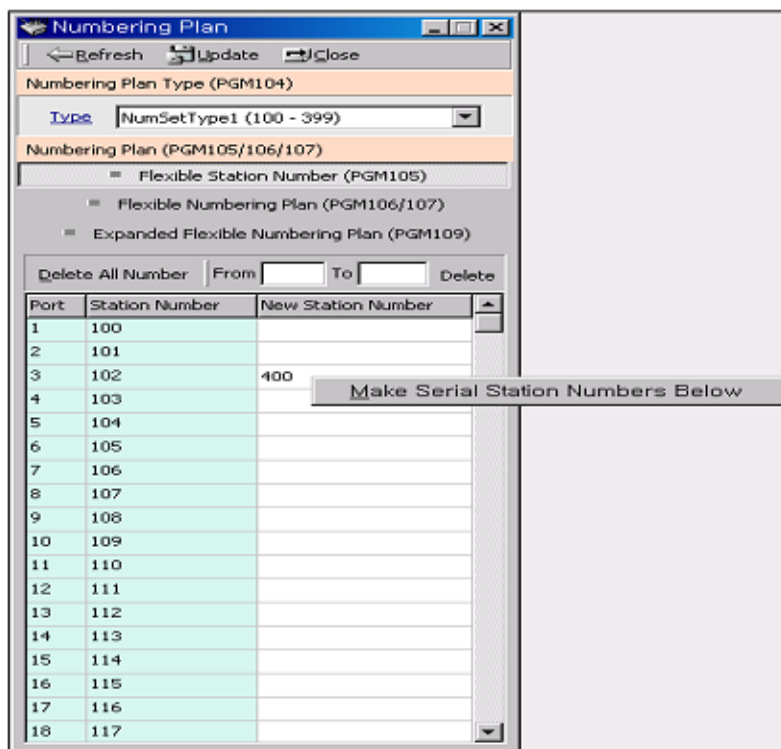 Numbering Plan
Refresh Update Close
Numbering Plan Type (PGM104)
Type NumSetType1 (100 - 399)
Numbering Plan (PGM105/106/107)
Flexible Station Number (PGM105)
Flexible Numbering Plan (PGM106/107)
Expanded Flexible Numbering Plan (PGM109)
Delete All Number From To Delete
Port Station Number New Station Number
1 100
2 101
3 102 400
Make Serial Station Numbers Below
4 103
5 104
6 105
7 106
8 107
9 108
10 109
11 110
12 111
13 112
14 113
15 114
16 115
17 116
18 117